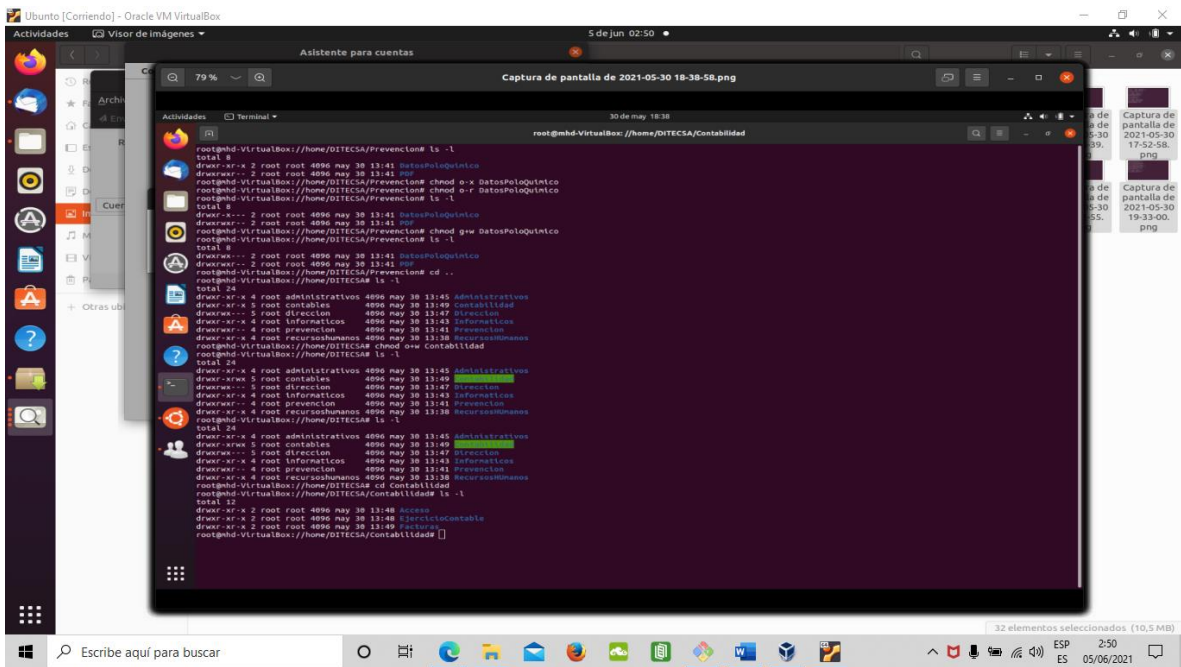 Ubunto [Corriendo] - Oracle VM VirtualBox
Actividades
Visor de imágenes
5 de jun 02:50
Asistente para cuentas
79 %
Captura de pantalla de 2021-05-30 18-38-58.png
Archiv
Cuer
Otras ubi
Actividades
Terminal
30 de may 18:38
root@mhd-VirtualBox: //home/DITECSA/Contabilidad
root@mhd-VirtualBox://home/DITECSA/Prevencion# ls -l
total 8
drwxr-xr-x 2 root root 4096 may 30 13:41 DatosPoloQuimico
drwxrwxr-- 2 root root 4096 may 30 13:41 PDF
root@mhd-VirtualBox://home/DITECSA/Prevencion# chmod o-x DatosPoloQuimico
root@mhd-VirtualBox://home/DITECSA/Prevencion# chmod o-r DatosPoloQuimico
root@mhd-VirtualBox://home/DITECSA/Prevencion# ls -l
total 8
drwxr-x--- 2 root root 4096 may 30 13:41 DatosPoloQuimico
drwxrwxr-- 2 root root 4096 may 30 13:41 PDF
root@mhd-VirtualBox://home/DITECSA/Prevencion# chmod g+w DatosPoloQuimico
root@mhd-VirtualBox://home/DITECSA/Prevencion# ls -l
total 8
drwxrwx--- 2 root root 4096 may 30 13:41 DatosPoloQuimico
drwxrwxr-- 2 root root 4096 may 30 13:41 PDF
root@mhd-VirtualBox://home/DITECSA/Prevencion# cd ..
root@mhd-VirtualBox://home/DITECSA# ls -l
total 24
drwxr-xr-x 4 root administrativos 4096 may 30 13:45 Administrativos
drwxr-xr-x 5 root contables 4096 may 30 13:49 Contabilidad
drwxrwx--- 5 root direccion 4096 may 30 13:47 Direccion
drwxr-xr-x 4 root informaticos 4096 may 30 13:43 Informaticos
drwxrwxr-- 4 root prevencion 4096 may 30 13:41 Prevencion
drwxr-xr-x 4 root recursoshumanos 4096 may 30 13:38 RecursosHUmanos
root@mhd-VirtualBox://home/DITECSA# chmod o+w Contabilidad
root@mhd-VirtualBox://home/DITECSA# ls -l
total 24
drwxr-xr-x 4 root administrativos 4096 may 30 13:45 Administrativos
drwxr-xrwx 5 root contables 4096 may 30 13:49
drwxrwx--- 5 root direccion 4096 may 30 13:47 Direccion
drwxr-xr-x 4 root informaticos 4096 may 30 13:43 Informaticos
drwxrwxr-- 4 root prevencion 4096 may 30 13:41 Prevencion
drwxr-xr-x 4 root recursoshumanos 4096 may 30 13:38 RecursosHUmanos
root@mhd-VirtualBox://home/DITECSA# ls -l
total 24
drwxr-xr-x 4 root administrativos 4096 may 30 13:45 Administrativos
drwxr-xrwx 5 root contables 4096 may 30 13:49
drwxrwx--- 5 root direccion 4096 may 30 13:47 Direccion
drwxr-xr-x 4 root informaticos 4096 may 30 13:43 Informaticos
drwxrwxr-- 4 root prevencion 4096 may 30 13:41 Prevencion
drwxr-xr-x 4 root recursoshumanos 4096 may 30 13:38 RecursosHUmanos
root@mhd-VirtualBox://home/DITECSA# cd Contabilidad
root@mhd-VirtualBox://home/DITECSA/Contabilidad# ls -l
total 12
drwxr-xr-x 2 root root 4096 may 30 13:48 Acceso
drwxr-xr-x 2 root root 4096 may 30 13:48 EjercicioContable
drwxr-xr-x 2 root root 4096 may 30 13:49 Facturas
root@mhd-VirtualBox://home/DITECSA/Contabilidad#
Captura de
pantalla de
2021-05-30
17-52-58.
png
Captura de
pantalla de
2021-05-30
19-33-00.
png
32 elementos seleccionados (10,5 MB)
Escribe aquí para buscar
ESP
ES
2:50
05/06/2021